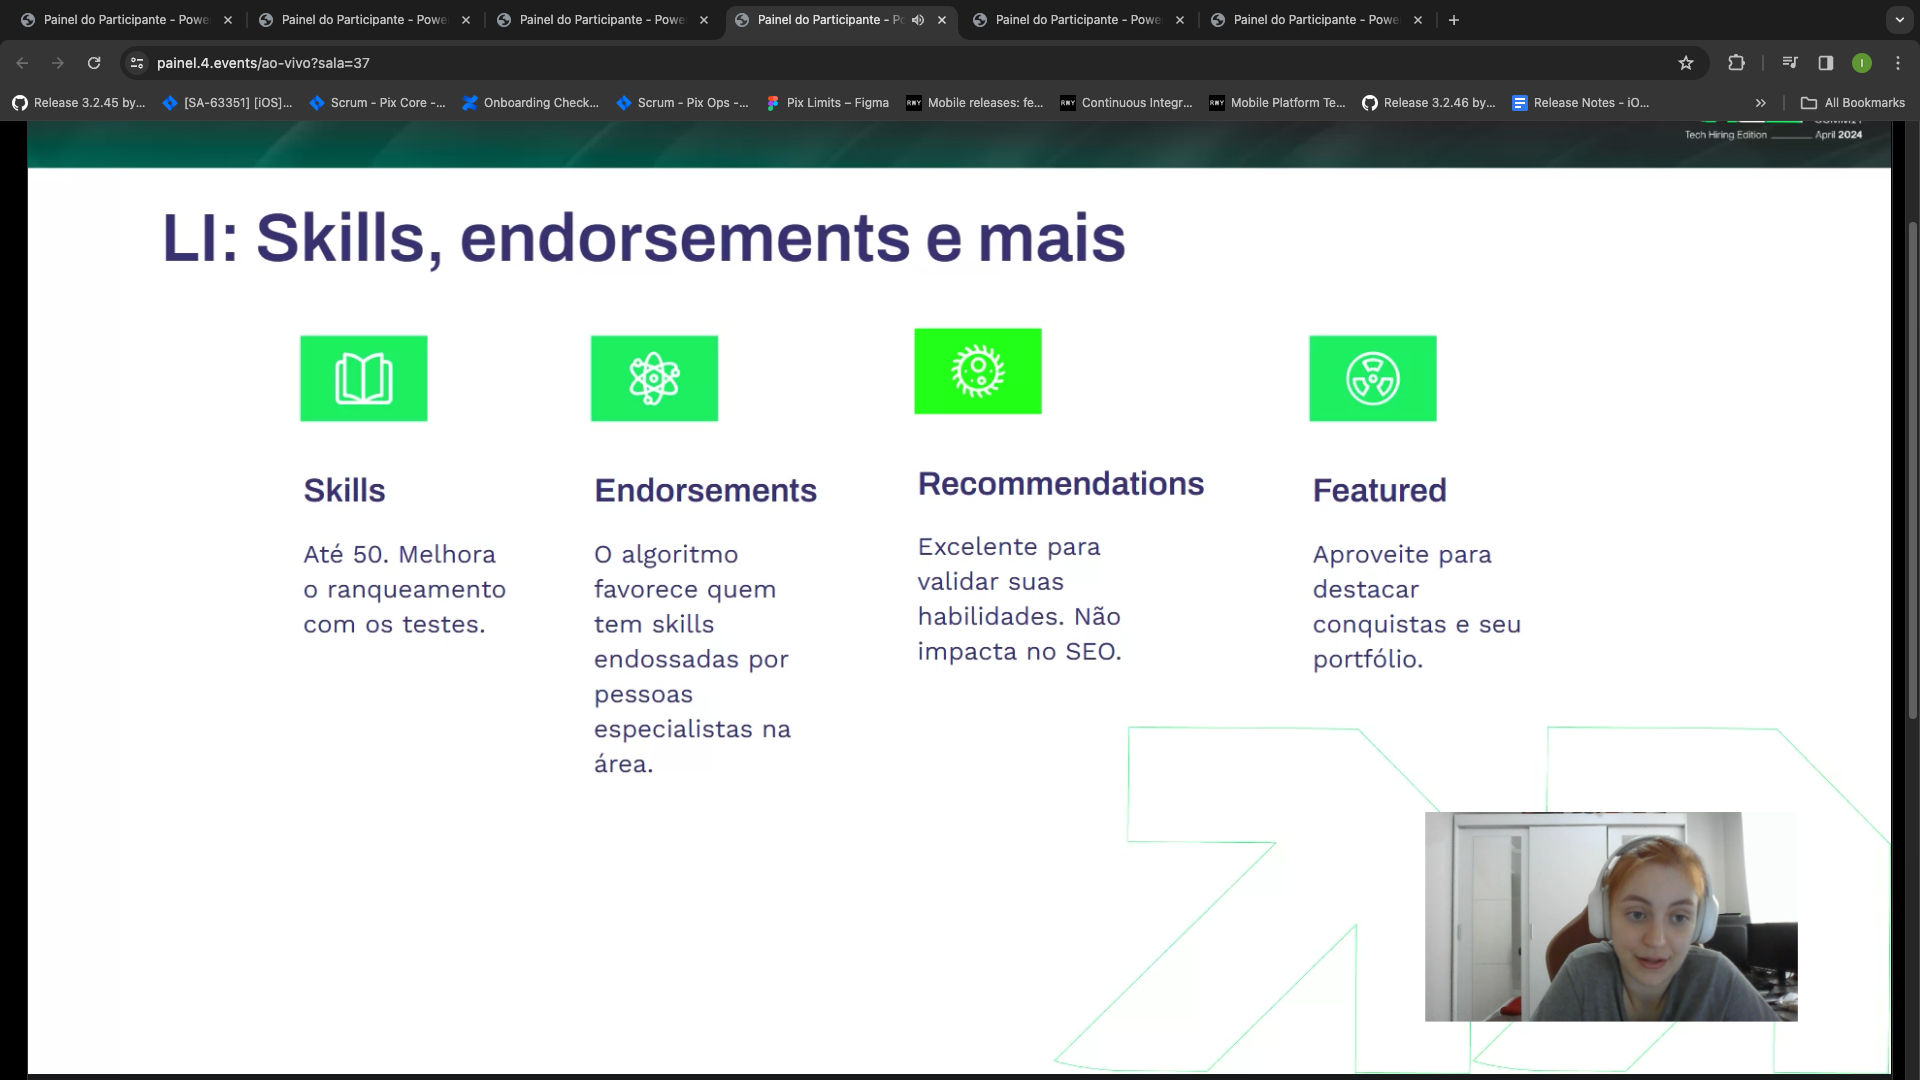 Painel do Participante - Powe
Painel do Participante - Powe
Painel do Participante - Powe
Painel do Participante - Po
Painel do Participante - Powe
Painel do Participante - Powe
painel.4.events/ao-vivo?sala=37
I
Release 3.2.45 by...
[SA-63351] [iOS]...
Scrum - Pix Core -...
Onboarding Check...
Scrum - Pix Ops -...
Pix Limits – Figma
RWY Mobile releases: fe...
RWY Continuous Integr...
RWY Mobile Platform Te...
Release 3.2.46 by...
Release Notes - iO...
All Bookmarks
Tech Hiring Edition
April 2024
LI: Skills, endorsements e mais
Skills
Até 50. Melhora
o ranqueamento
com os testes.
Endorsements
O algoritmo
favorece quem
tem skills
endossadas por
pessoas
especialistas na
área.
Recommendations
Excelente para
validar suas
habilidades. Não
impacta no SEO.
Featured
Aproveite para
destacar
conquistas e seu
portfólio.